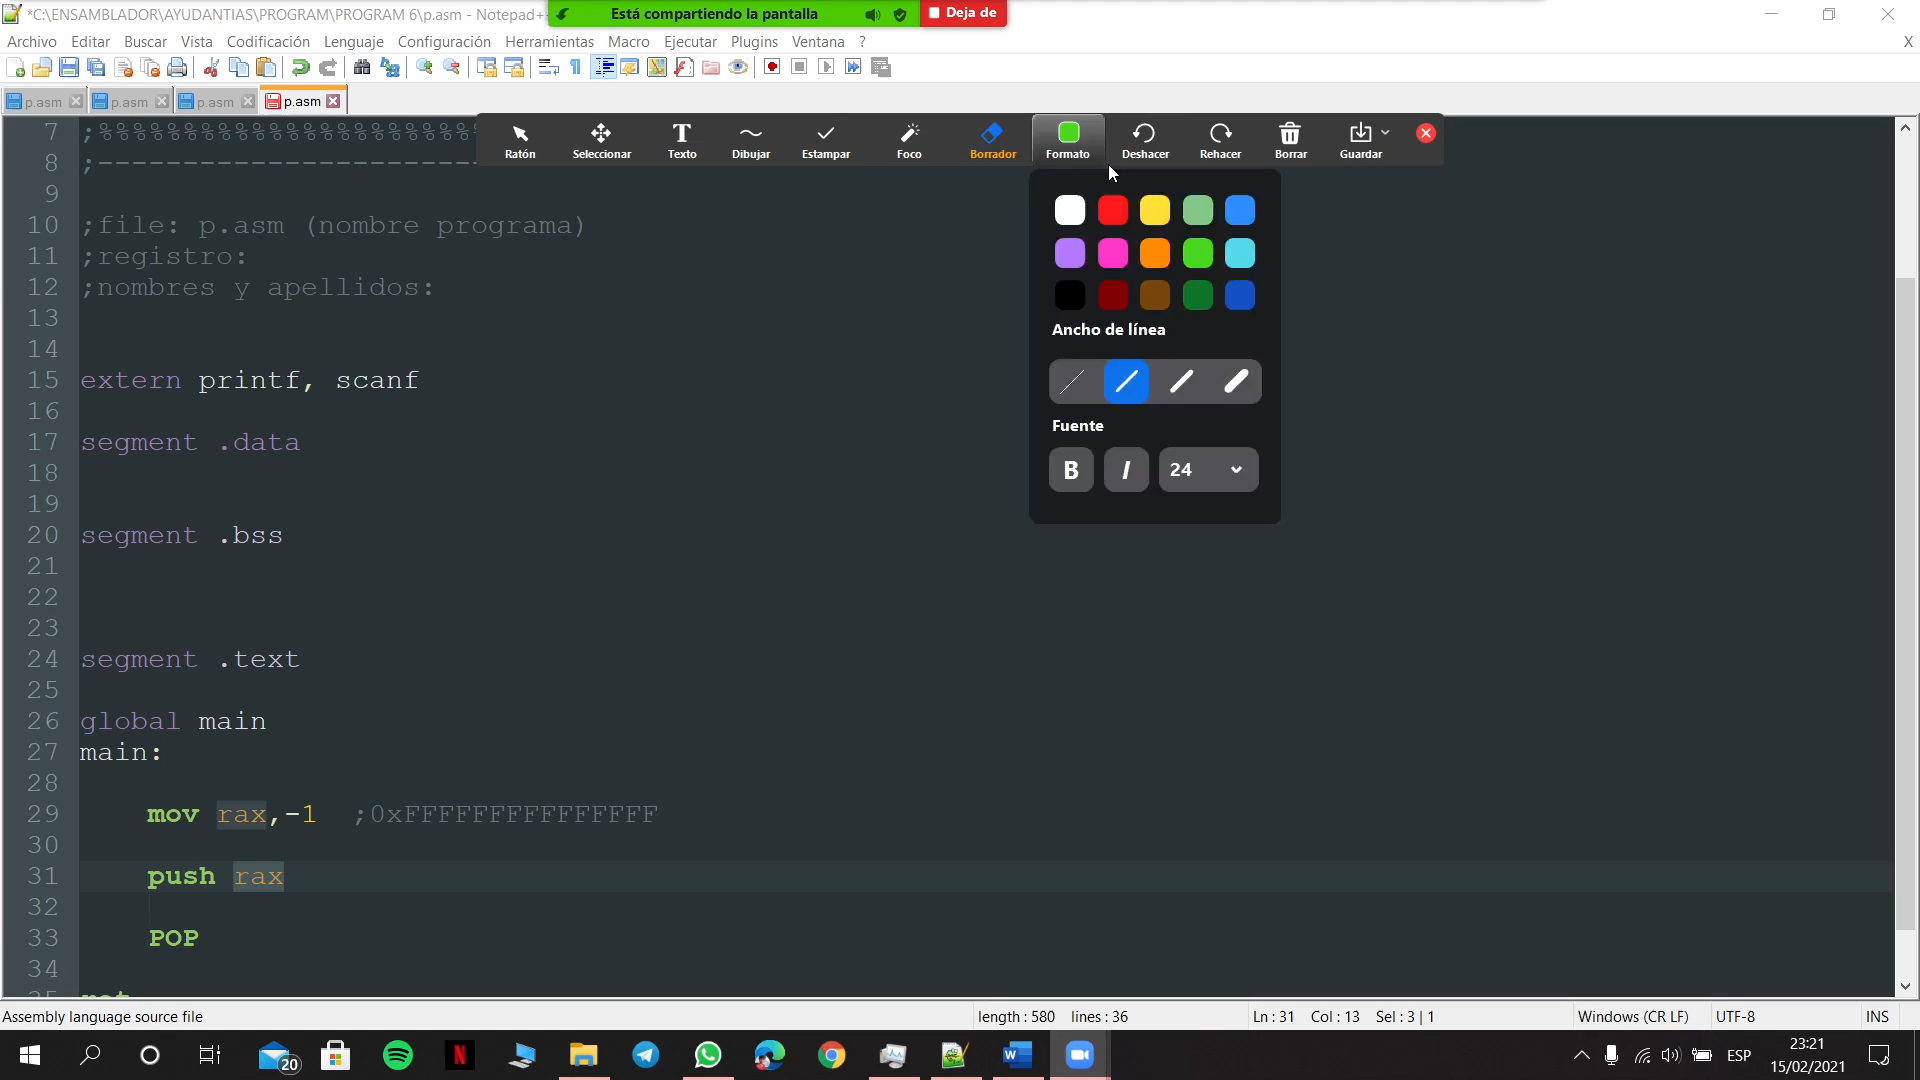 *C:\ENSAMBLADOR\AYUDANTIAS\PROGRAM\PROGRAM 6\p.asm - Notepad+
Está compartiendo la pantalla
Deja de
Archivo Editar Buscar Vista Codificación Lenguaje Configuración Herramientas Macro Ejecutar Plugins Ventana ?
X
p.asm p.asm p.asm p.asm
Ratón Seleccionar Texto Dibujar Estampar Foco Borrador Formato Deshacer Rehacer Borrar Guardar
7 ;%%%%%%%%%%%%%%%%%%%%%%%
8 ;-----------------------
9
10 ;file: p.asm (nombre programa)
11 ;registro:
12 ;nombres y apellidos:
13
14
15 extern printf, scanf
16
17 segment .data
18
19
20 segment .bss
21
22
23
24 segment .text
25
26 global main
27 main:
28
29 mov rax,-1 ;0xFFFFFFFFFFFFFFFF
30
31 push rax
32
33 POP
34
35 ret
Ancho de línea
Fuente
B I 24
Assembly language source file
length : 580 lines : 36
Ln : 31 Col : 13 Sel : 3 | 1
Windows (CR LF)
UTF-8
INS
20
ESP
23:21
15/02/2021